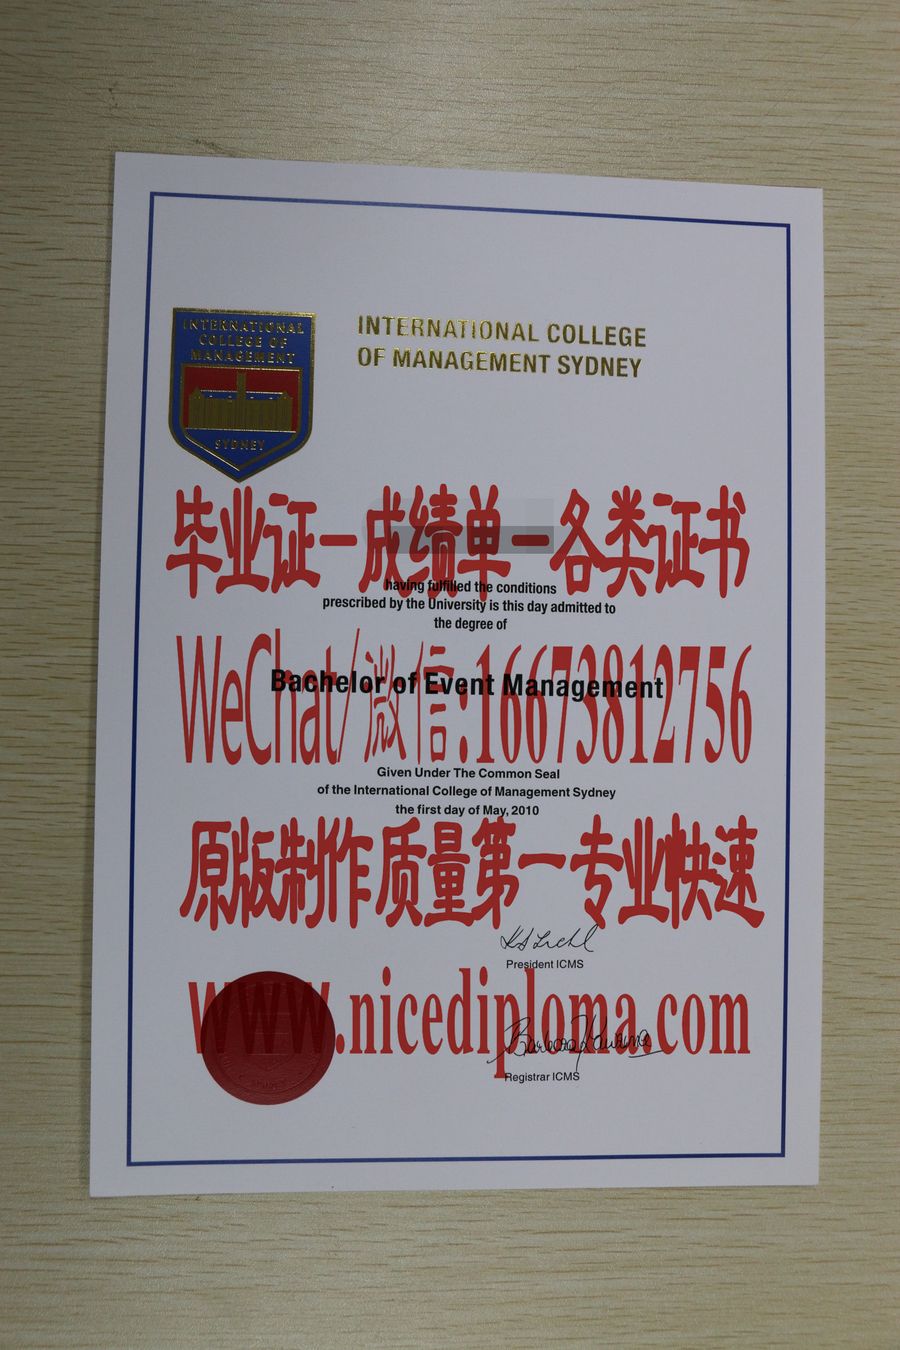 INTERNATIONAL
COLLEGE OF
MANAGEMENT
SYDNEY
INTERNATIONAL COLLEGE
OF MANAGEMENT SYDNEY
毕业证一成绩单一各类证书
having fulfilled the conditions
prescribed by the University is this day admitted to
the degree of
WeChat/微信:16673812756
Bachelor of Event Management
Given Under The Common Seal
of the International College of Management Sydney
the first day of May, 2010
原版制作质量第一专业快速
President ICMS
www.nicediploma.com
Registrar ICMS